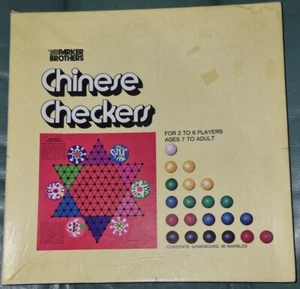 PARKER
BROTHERS
Chinese
Checkers
FOR 2 TO 6 PLAYERS
AGES 7 TO ADULT
CONTENTS: GAMEBOARD, 60 MARBLES